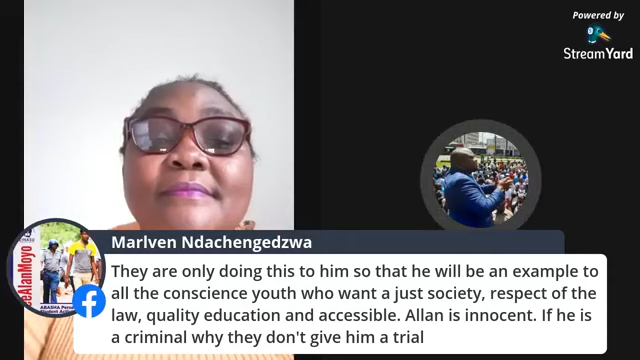 Powered by
StreamYard
Marlven Ndachengedzwa
They are only doing this to him so that he will be an example to
all the conscience youth who want a just society, respect of the
law, quality education and accessible. Allan is innocent. If he is
a criminal why they don't give him a trial
eeAlanMoyo